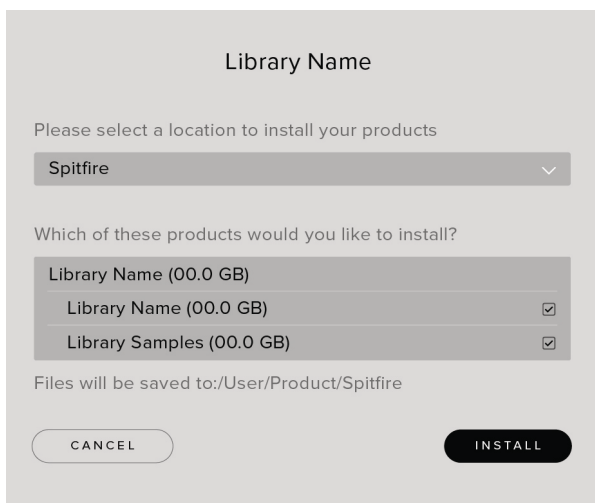 Library Name
Please select a location to install your products
Spitfire
Which of these products would you like to install?
Library Name (00.0 GB)
Library Name (00.0 GB)
Library Samples (00.0 GB)
Files will be saved to:/User/Product/Spitfire
CANCEL
INSTALL